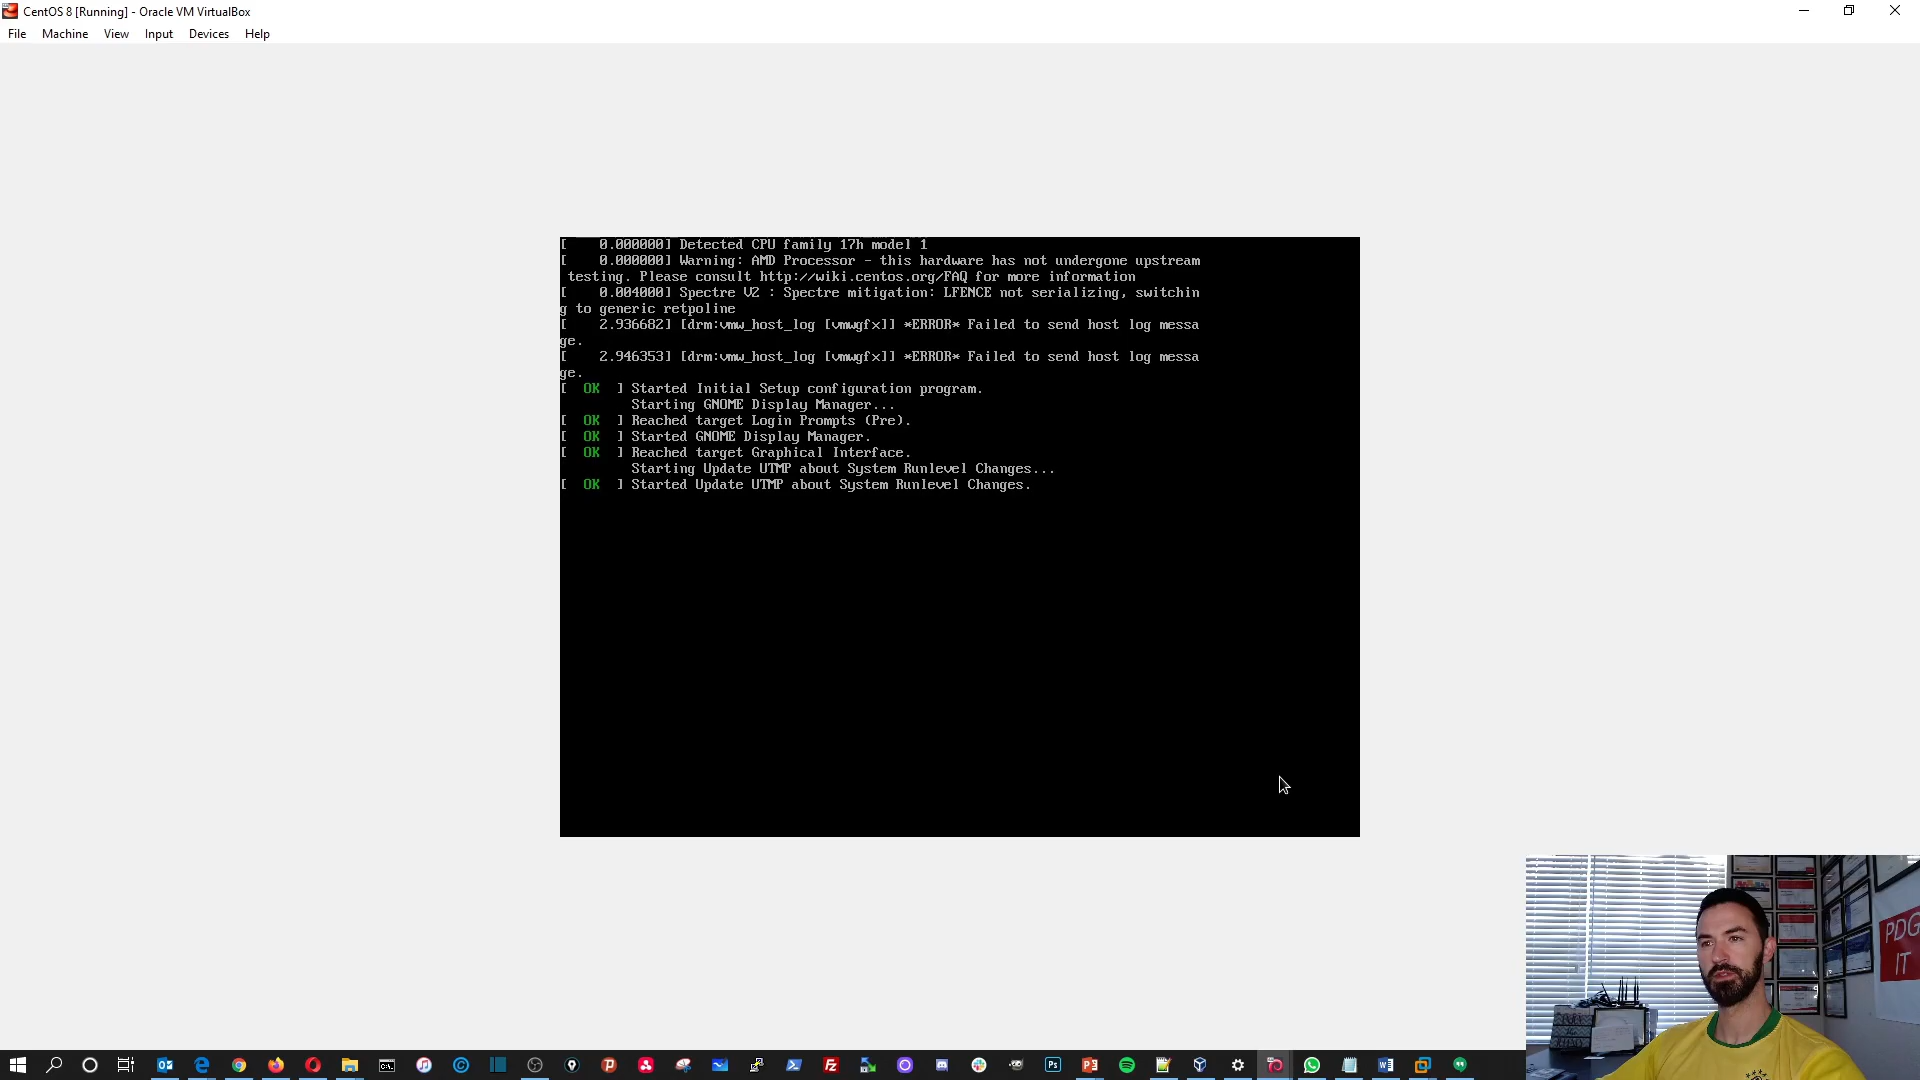 CentOS 8 [Running] - Oracle VM VirtualBox
File Machine View Input Devices Help
[    0.000000] Detected CPU family 17h model 1
[    0.000000] Warning: AMD Processor - this hardware has not undergone upstream
testing. Please consult http://wiki.centos.org/FAQ for more information
[    0.004000] Spectre V2 : Spectre mitigation: LFENCE not serializing, switchin
g to generic retpoline
[    2.936682] [drm:vmw_host_log [vmwgfx]] *ERROR* Failed to send host log messa
ge.
[    2.946353] [drm:vmw_host_log [vmwgfx]] *ERROR* Failed to send host log messa
ge.
[  OK  ] Started Initial Setup configuration program.
Starting GNOME Display Manager...
[  OK  ] Reached target Login Prompts (Pre).
[  OK  ] Started GNOME Display Manager.
[  OK  ] Reached target Graphical Interface.
Starting Update UTMP about System Runlevel Changes...
[  OK  ] Started Update UTMP about System Runlevel Changes.
PDG
IT